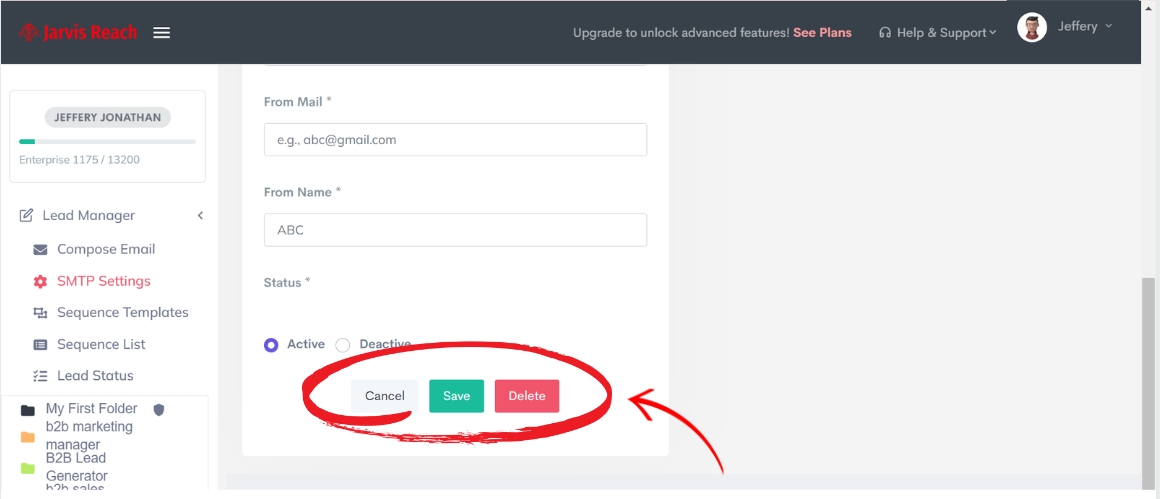 Jarvis Reach
Upgrade to unlock advanced features! See Plans
Help & Support
Jeffery
JEFFERY JONATHAN
Enterprise 1175 / 13200
Lead Manager
Compose Email
SMTP Settings
Sequence Templates
Sequence List
Lead Status
My First Folder
b2b marketing
manager
B2B Lead
Generator
b2b sales
From Mail *
e.g., abc@gmail.com
From Name *
ABC
Status *
Active Deactive
Cancel Save Delete